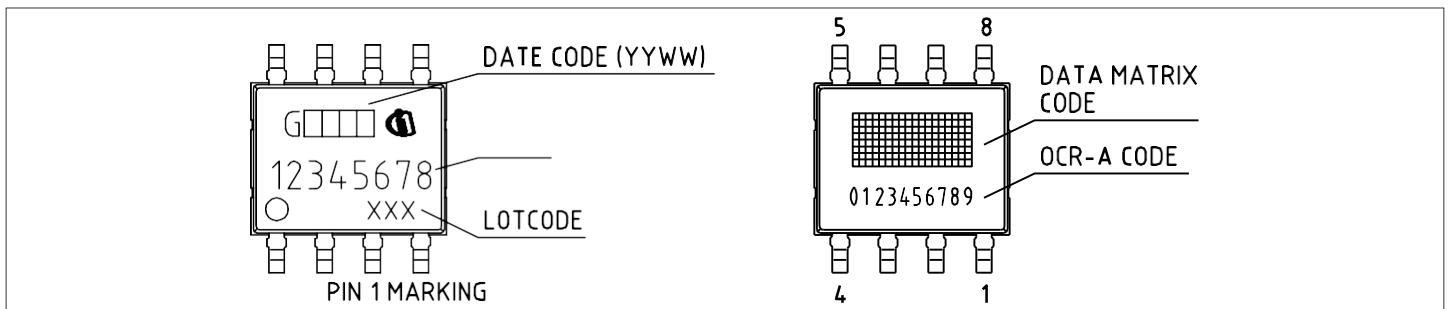 DATE CODE (YYWW)
G
12345678
XXX
LOTCODE
PIN 1 MARKING
5 8
DATA MATRIX
CODE
OCR-A CODE
0123456789
4 1